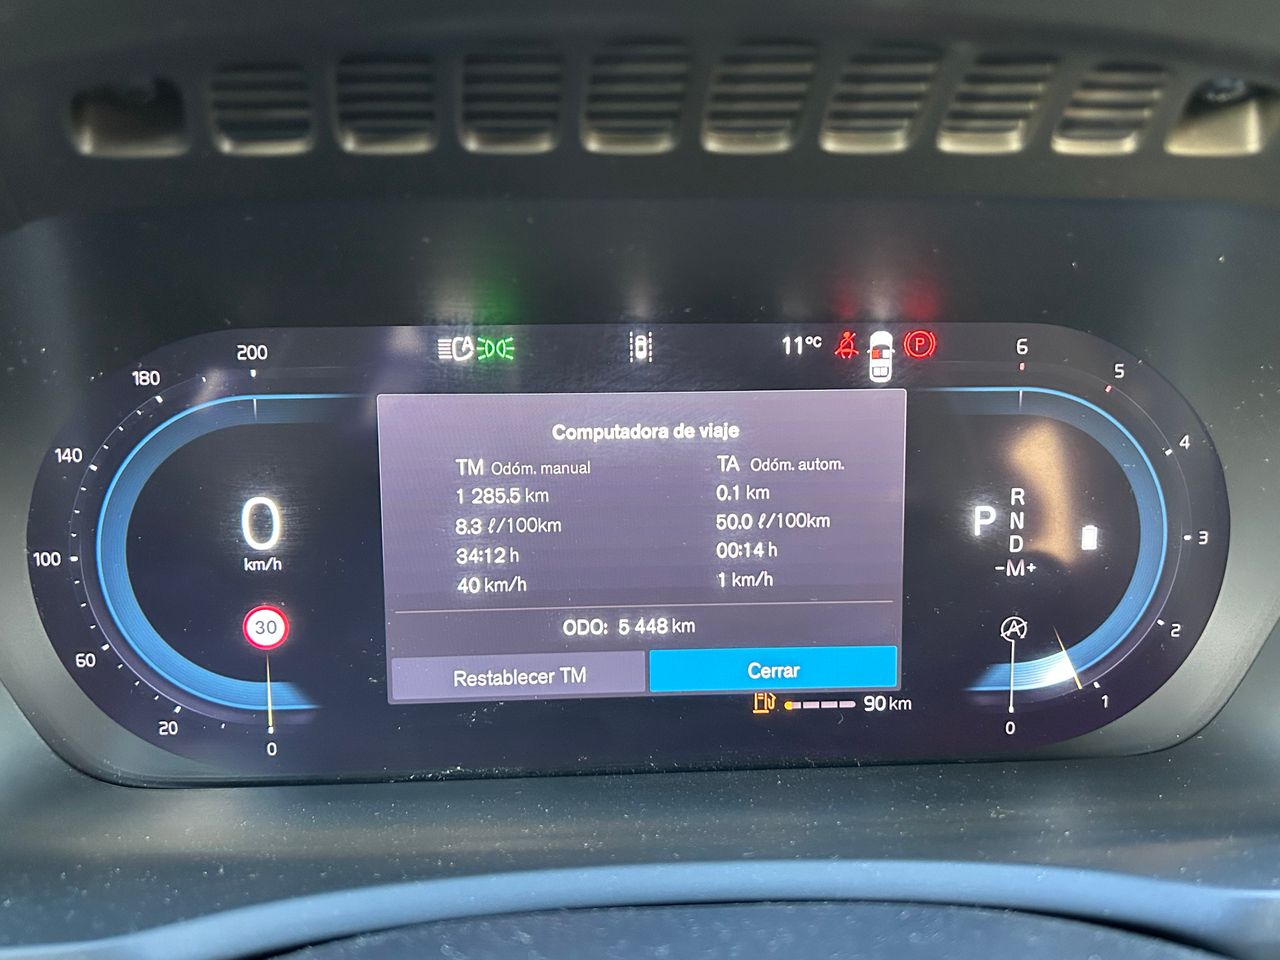 200
180
140
100
60
20
0
0
km/h
30
A
11°C
P
Computadora de viaje
TM Odóm. manual
1 285.5 km
8.3 ℓ/100km
34:12 h
40 km/h
TA Odóm. autom.
0.1 km
50.0 ℓ/100km
00:14 h
1 km/h
ODO: 5 448 km
Restablecer TM
Cerrar
90 km
6
5
4
3
2
1
0
P
R
N
D
-M+
A